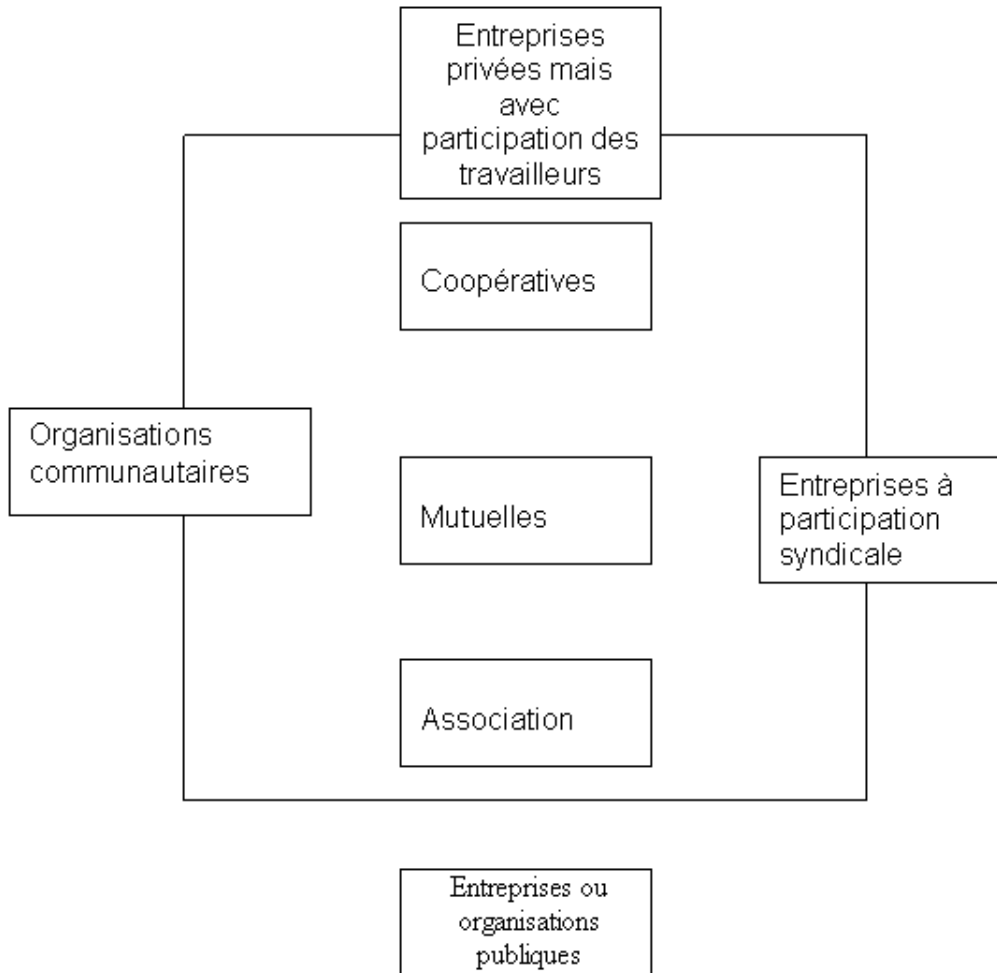 Entreprises
privées mais
avec
participation des
travailleurs
Coopératives
Organisations
communautaires
Mutuelles
Entreprises à
participation
syndicale
Association
Entreprises ou
organisations
publiques